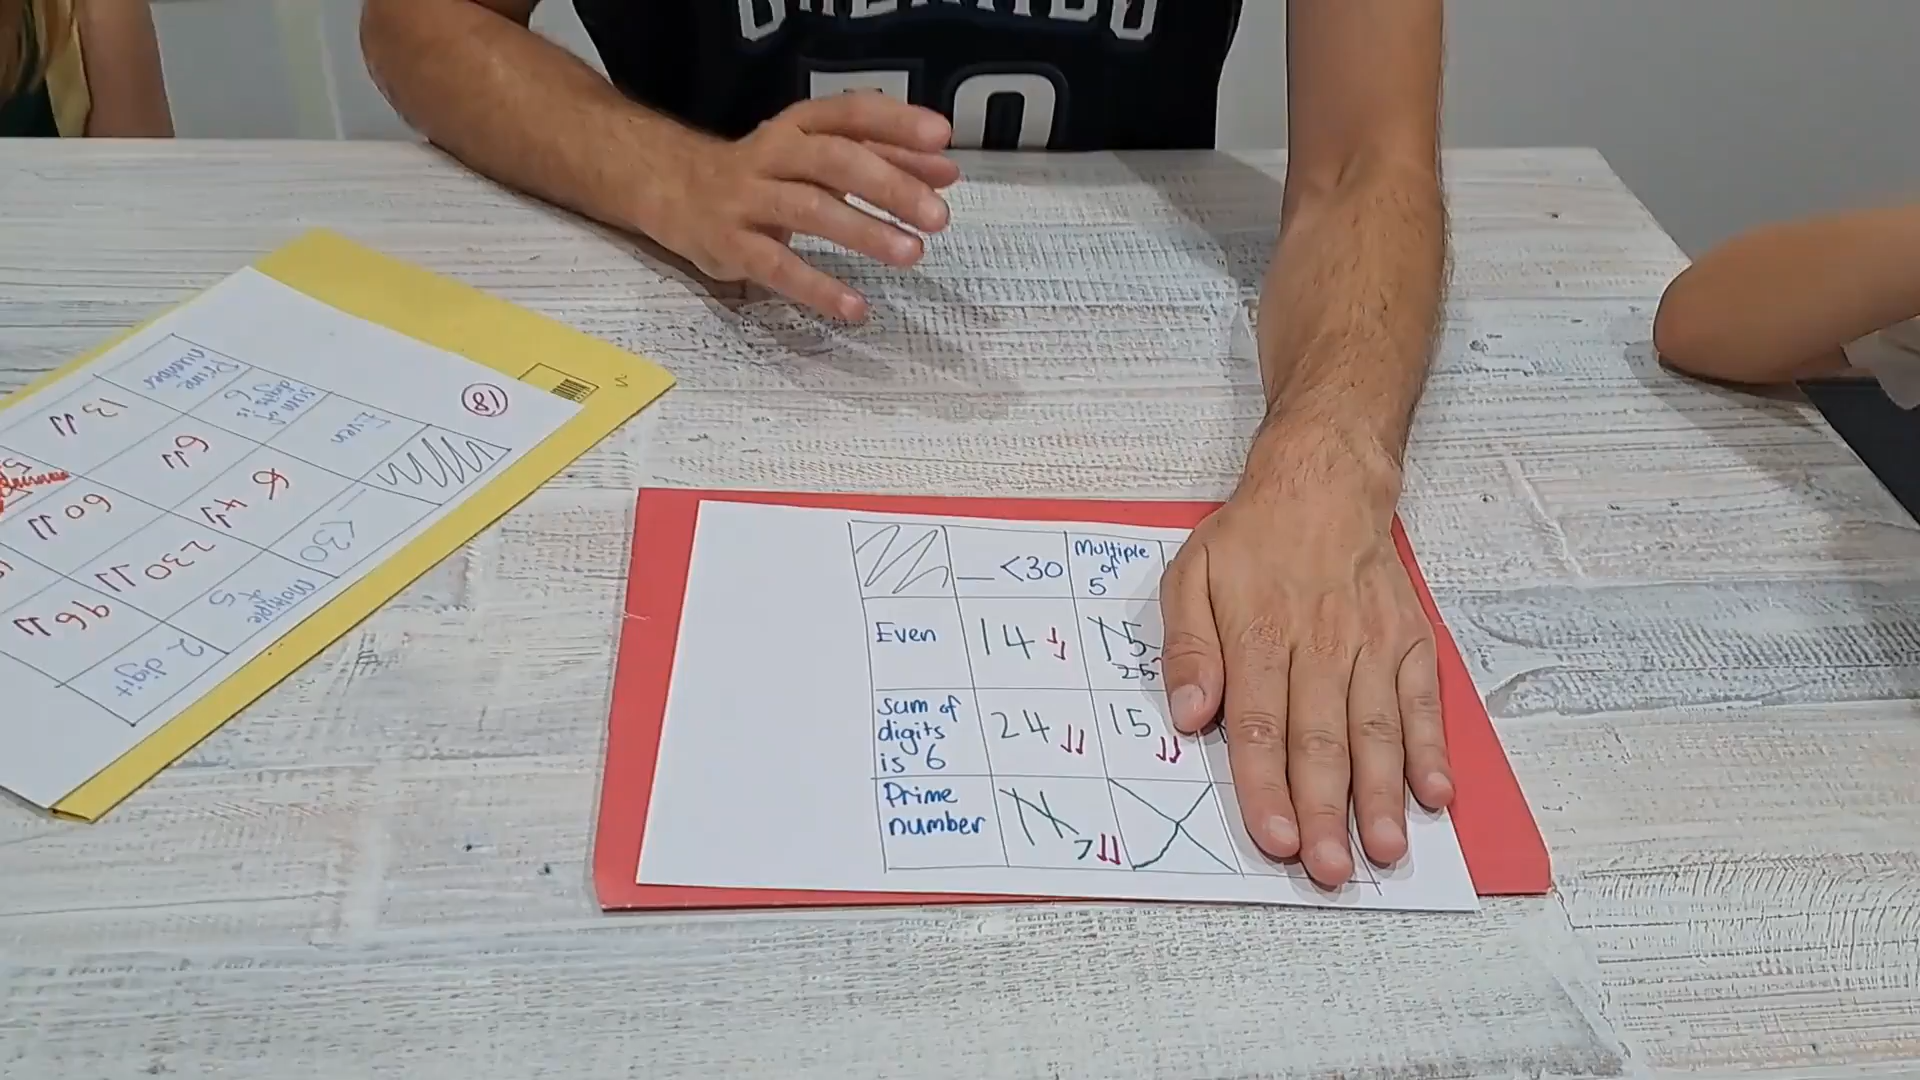 _ <30
Multiple
of
5
Even
14
15
25
sum of
digits
is 6
24
15
Prime
number
7
18
Prime
number
sum of
digits is
6
Even
_ <30
Multiple
of 5
2 digit
13
6
60
230
96